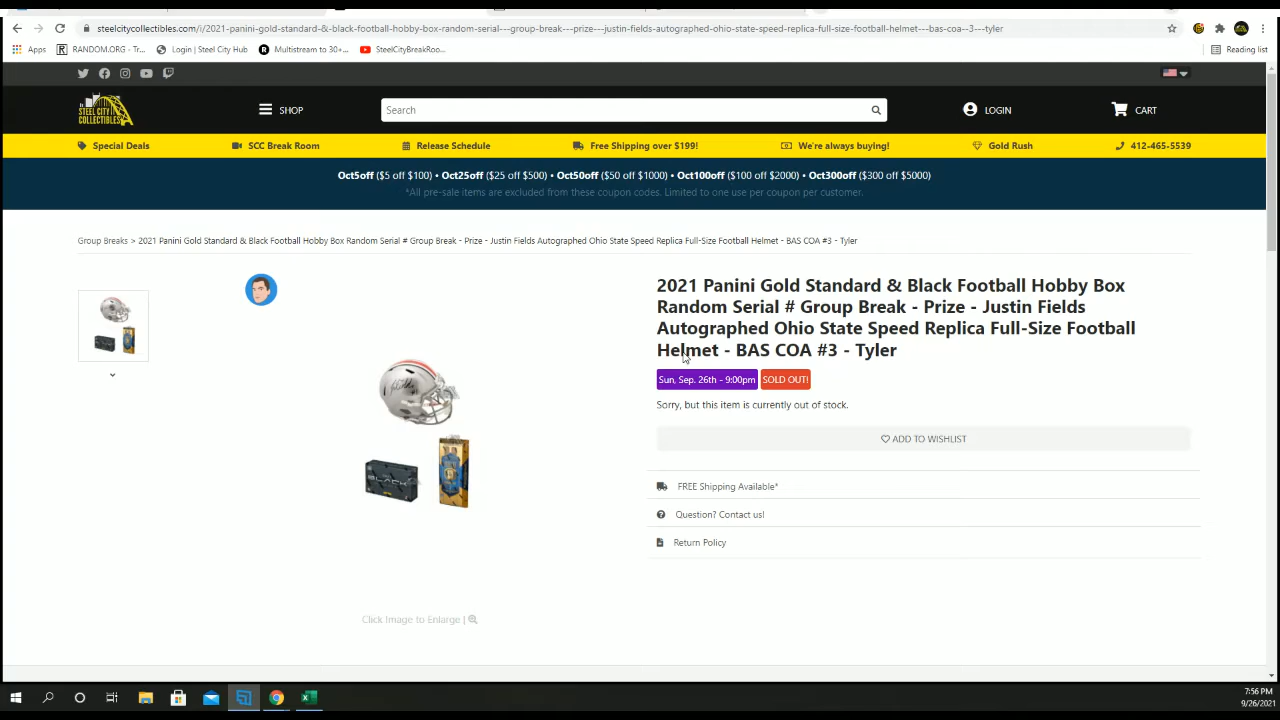 steelcitycollectibles.com/i/2021-panini-gold-standard-&-black-football-hobby-box-random-serial---group-break---prize---justin-fields-autographed-ohio-state-speed-replica-full-size-football-helmet---bas-coa--3---tyler
Apps
RANDOM.ORG - Tr...
Login | Steel City Hub
Multistream to 30+...
SteelCityBreakRoo...
Reading list
STEEL CITY
COLLECTIBLES
SHOP
Search
LOGIN
CART
Special Deals
SCC Break Room
Release Schedule
Free Shipping over $199!
We're always buying!
Gold Rush
412-465-5539
Oct5off ($5 off $100) • Oct25off ($25 off $500) • Oct50off ($50 off $1000) • Oct100off ($100 off $2000) • Oct300off ($300 off $5000)
*All pre-sale items are excluded from these coupon codes. Limited to one use per coupon per customer.
Group Breaks > 2021 Panini Gold Standard & Black Football Hobby Box Random Serial # Group Break - Prize - Justin Fields Autographed Ohio State Speed Replica Full-Size Football Helmet - BAS COA #3 - Tyler
2021 Panini Gold Standard & Black Football Hobby Box
Random Serial # Group Break - Prize - Justin Fields
Autographed Ohio State Speed Replica Full-Size Football
Helmet - BAS COA #3 - Tyler
Sun, Sep. 26th - 9:00pm
SOLD OUT!
Sorry, but this item is currently out of stock.
ADD TO WISHLIST
FREE Shipping Available*
Question? Contact us!
Return Policy
BLACK
Click Image to Enlarge |
7:56 PM
9/26/2021